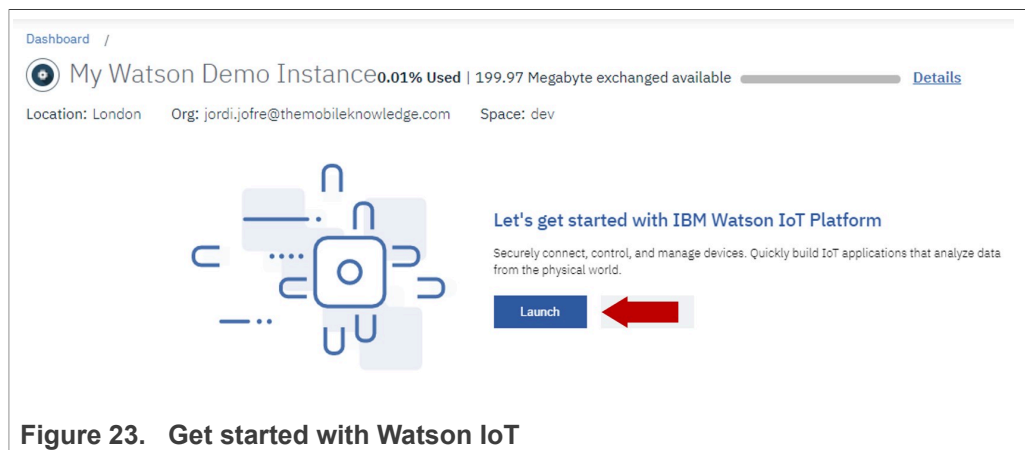 Dashboard /
My Watson Demo Instance 0.01% Used | 199.97 Megabyte exchanged available Details
Location: London Org: jordi.jofre@themobileknowledge.com Space: dev
Let's get started with IBM Watson IoT Platform
Securely connect, control, and manage devices. Quickly build IoT applications that analyze data
from the physical world.
Launch
Figure 23. Get started with Watson IoT